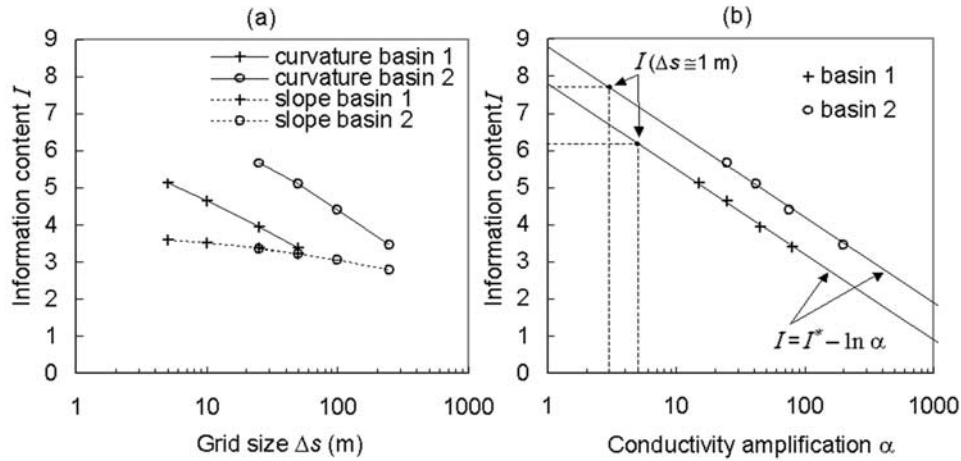 (a)
9
8
7
6
5
4
3
2
1
0
Information content I
curvature basin 1
curvature basin 2
slope basin 1
slope basin 2
1 10 100 1000
Grid size Δs (m)
(b)
9
8
7
6
5
4
3
2
1
0
Information content I
I (Δs≅1 m)
basin 1
basin 2
I = I* − ln α
1 10 100 1000
Conductivity amplification α